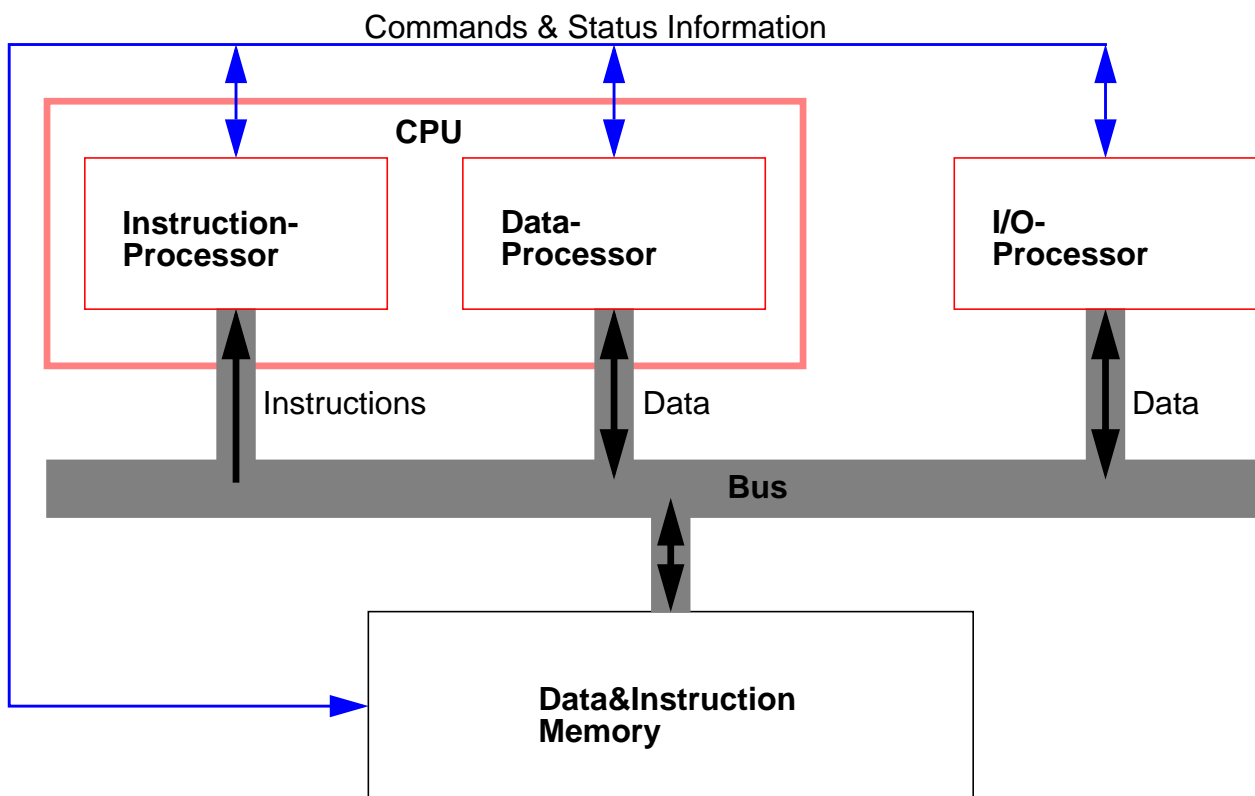 Commands & Status Information
CPU
Instruction-
Processor
Data-
Processor
I/O-
Processor
Instructions
Data
Data
Bus
Data&Instruction
Memory